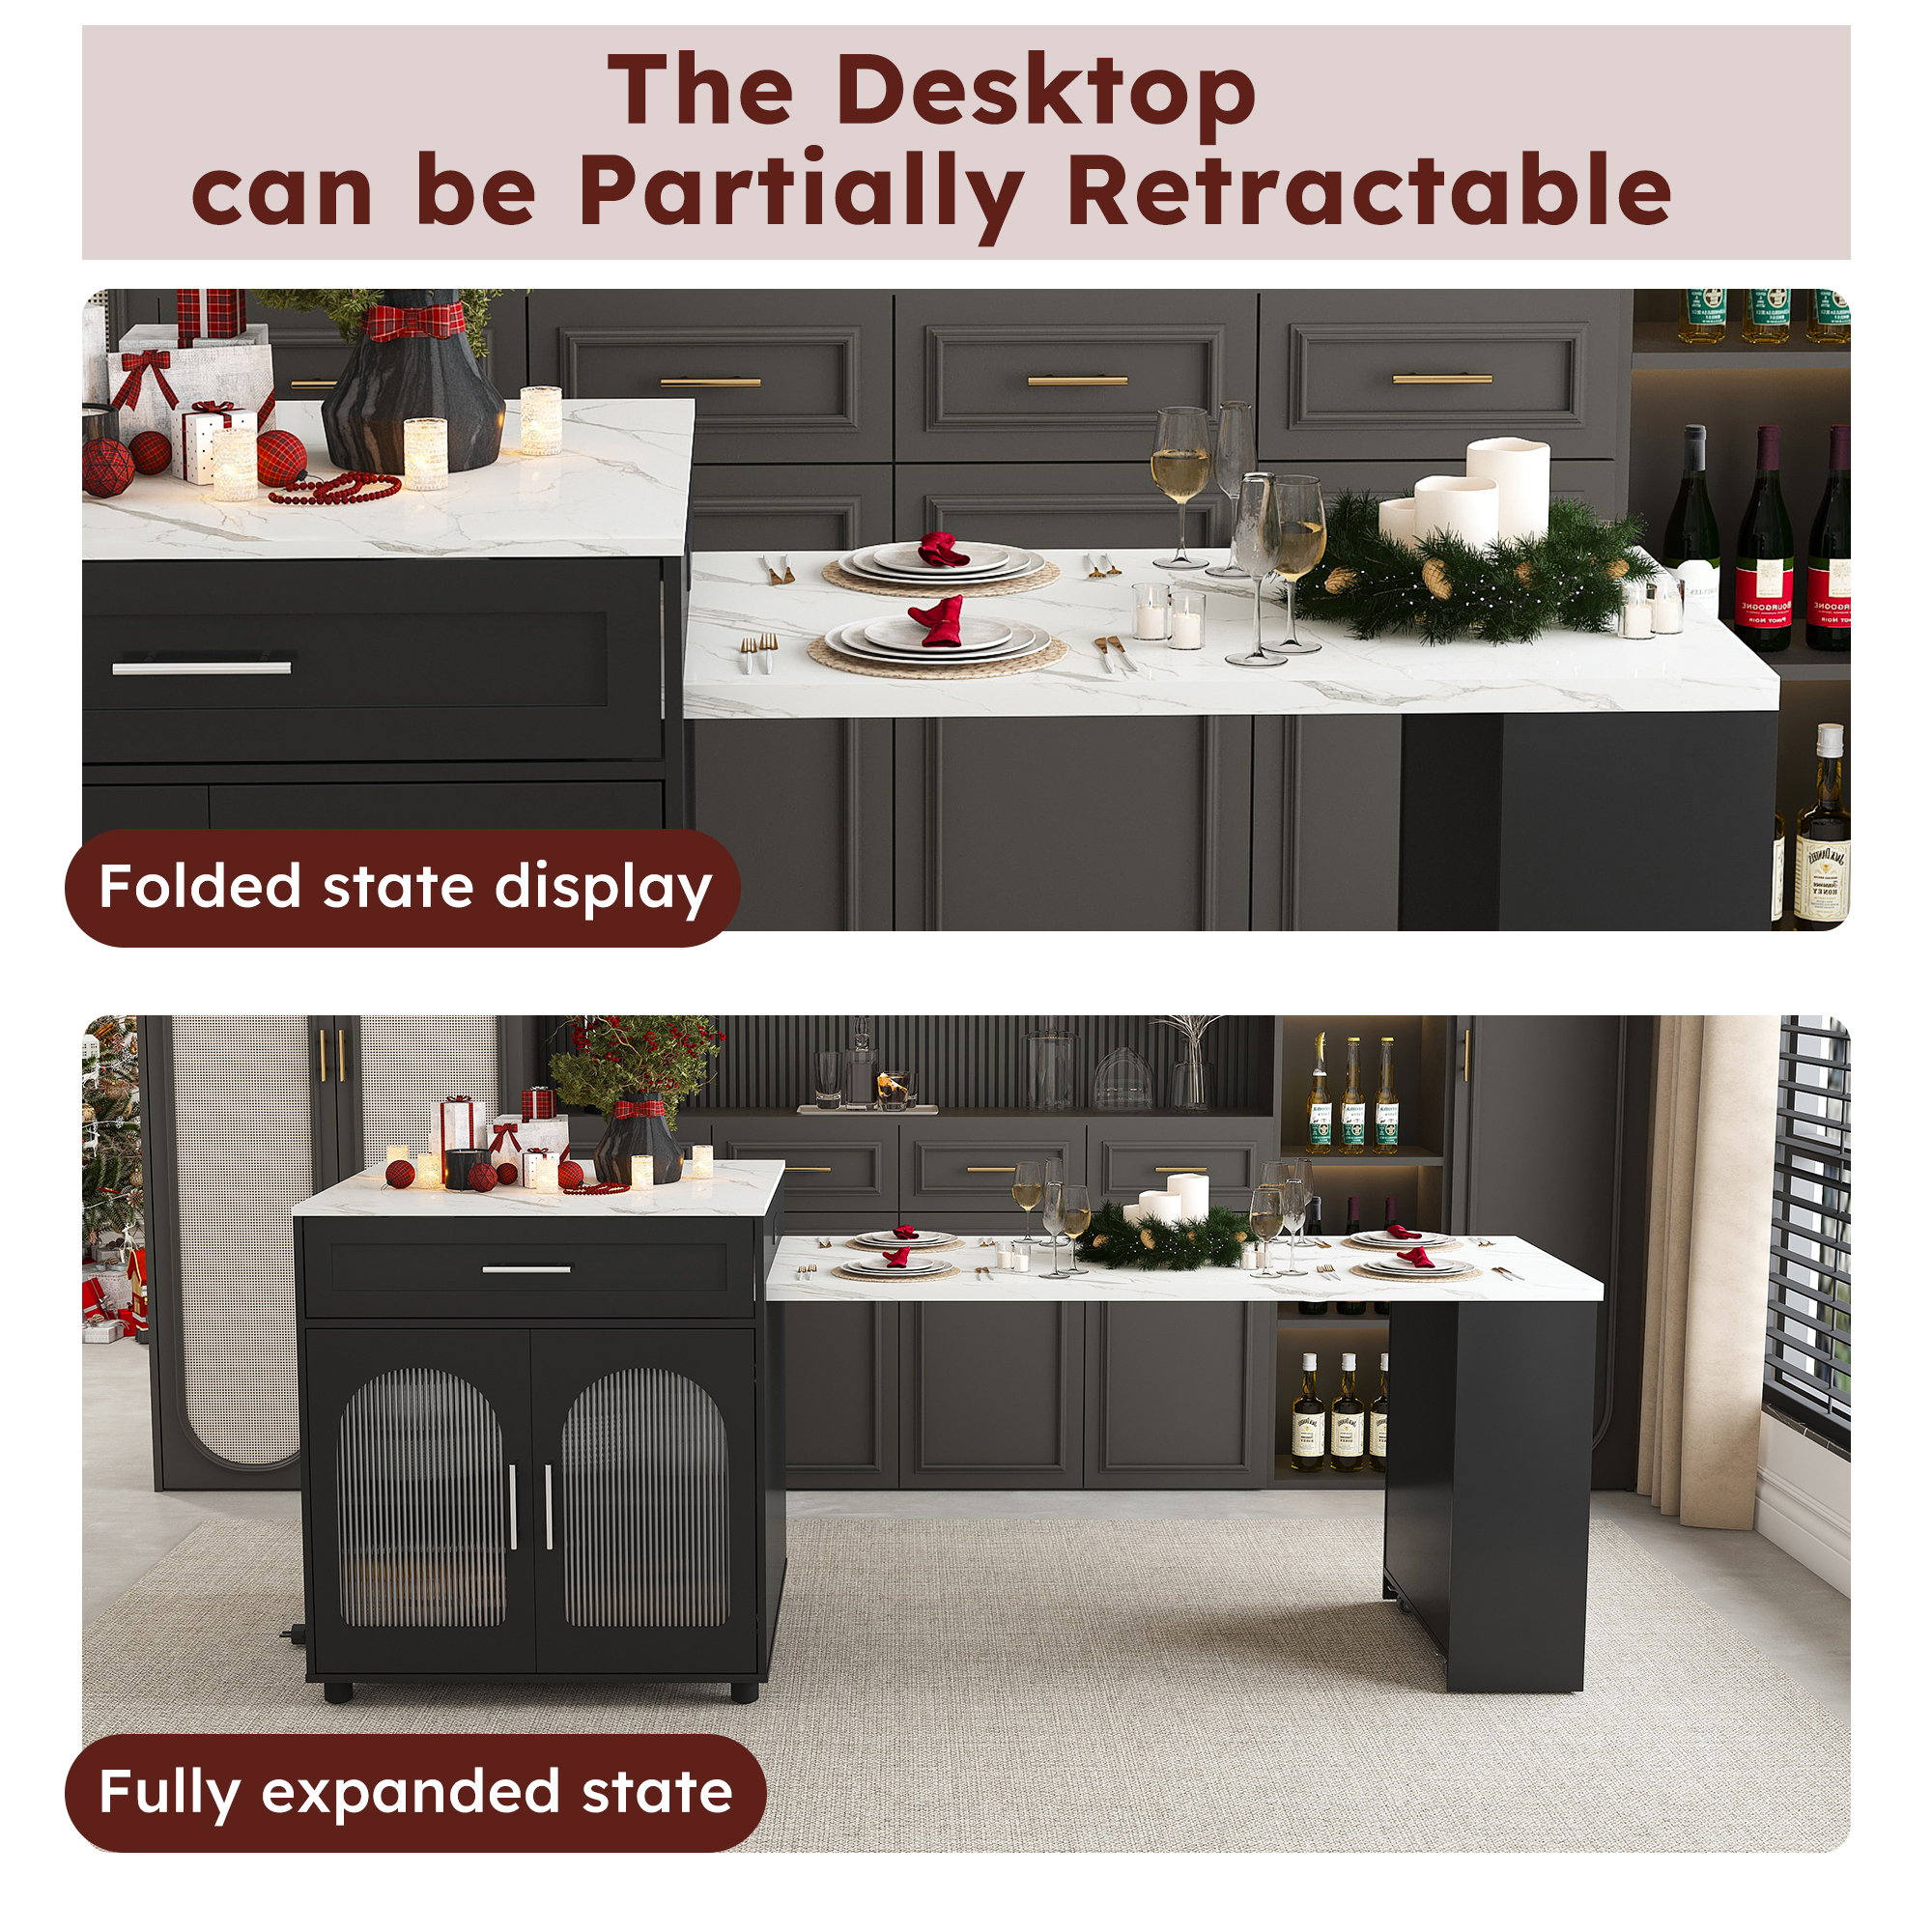 The Desktop
can be Partially Retractable
Folded state display
Fully expanded state